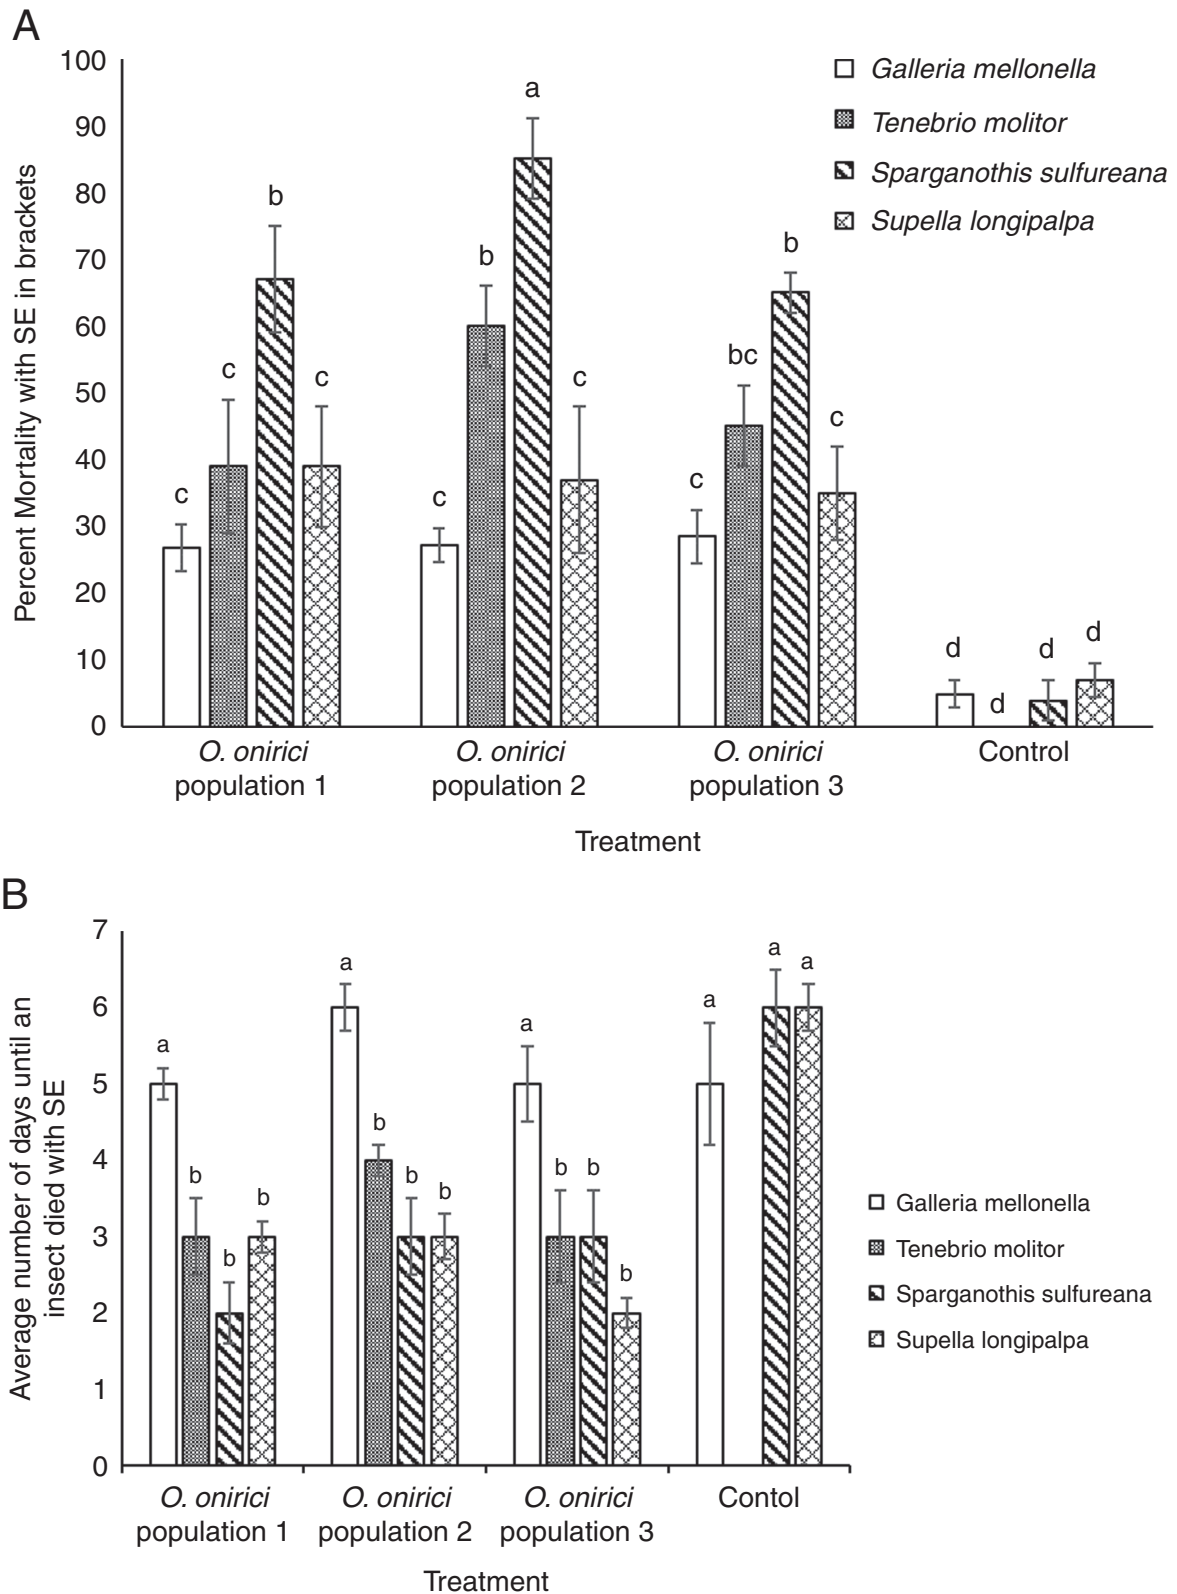 A
100
90
80
70
60
50
40
30
20
10
0
Percent Mortality with SE in brackets
Galleria mellonella
Tenebrio molitor
Sparganothis sulfureana
Supella longipalpa
c
c
b
c
c
b
a
c
c
bc
b
c
d
d
d
d
O. onirici
population 1
O. onirici
population 2
O. onirici
population 3
Control
Treatment
B
7
6
5
4
3
2
1
0
Average number of days until an
insect died with SE
a
b
b
b
a
b
b
b
a
b
b
b
a
a
a
Galleria mellonella
Tenebrio molitor
Sparganothis sulfureana
Supella longipalpa
O. onirici
population 1
O. onirici
population 2
O. onirici
population 3
Contol
Treatment